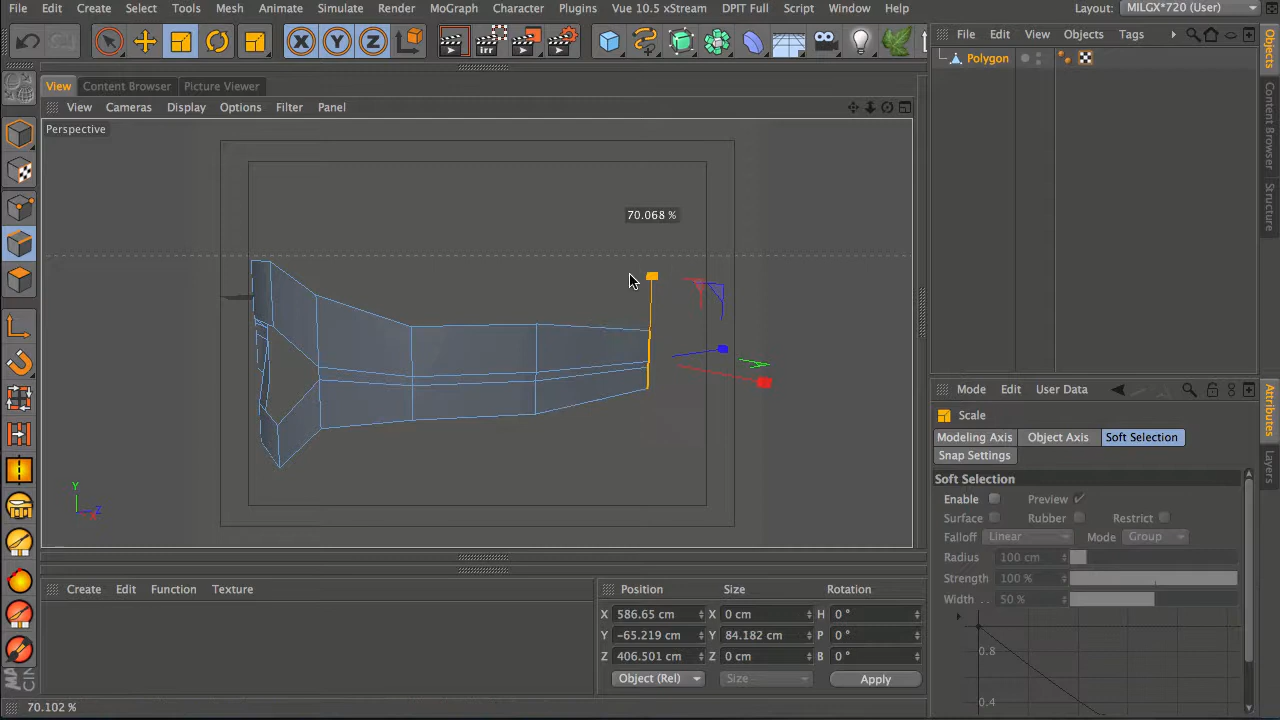 File Edit Create Select Tools Mesh Animate Simulate Render MoGraph Character Plugins Vue 10.5 xStream DPIT Full Script Window Help Layout: MILGX*720 (User)
X Y Z irr
File Edit View Objects Tags
Polygon
View Content Browser Picture Viewer
View Cameras Display Options Filter Panel
Perspective
70.068 %
Y
Z
X
Objects
Content Browser
Structure
Attributes
Layers
Mode Edit User Data
Scale
Modeling Axis Object Axis Soft Selection
Snap Settings
Soft Selection
Enable Preview
Surface Rubber Restrict
Falloff Linear Mode Group
Radius 100 cm
Strength 100 %
Width . . 50 %
0.8
0.4
Create Edit Function Texture
Position Size Rotation
X 586.65 cm X 0 cm H 0 °
Y -65.219 cm Y 84.182 cm P 0 °
Z 406.501 cm Z 0 cm B 0 °
Object (Rel) Size Apply
70.102 %